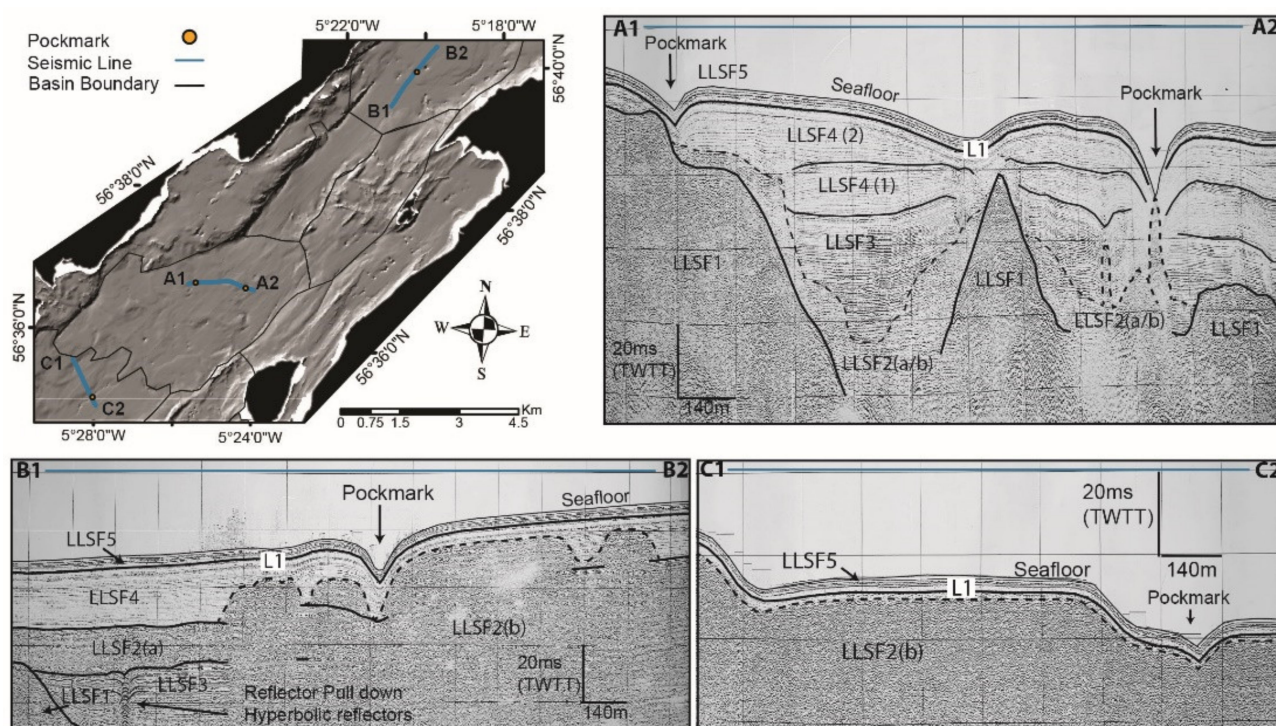 Pockmark
Seismic Line
Basin Boundary
5°22'0"W
5°18'0"W
56°40'0"N
56°38'0"N
56°38'0"N
56°36'0"N
56°36'0"N
5°28'0"W
5°24'0"W
B2
B1
A1
A2
C1
C2
N
W
E
S
Km
0 0.75 1.5 3 4.5
A1
A2
Pockmark
LLSF5
Seafloor
Pockmark
LLSF4 (2)
L1
LLSF4 (1)
LLSF3
LLSF1
LLSF1
LLSF2(a/b)
LLSF1
LLSF2(a/b)
20ms
(TWTT)
140m
B1
B2
Pockmark
Seafloor
LLSF5
L1
LLSF4
LLSF2(a)
LLSF2(b)
LLSF1
LLSF3
Reflector Pull down
Hyperbolic reflectors
20ms
(TWTT)
140m
C1
C2
20ms
(TWTT)
140m
LLSF5
Seafloor
L1
Pockmark
LLSF2(b)